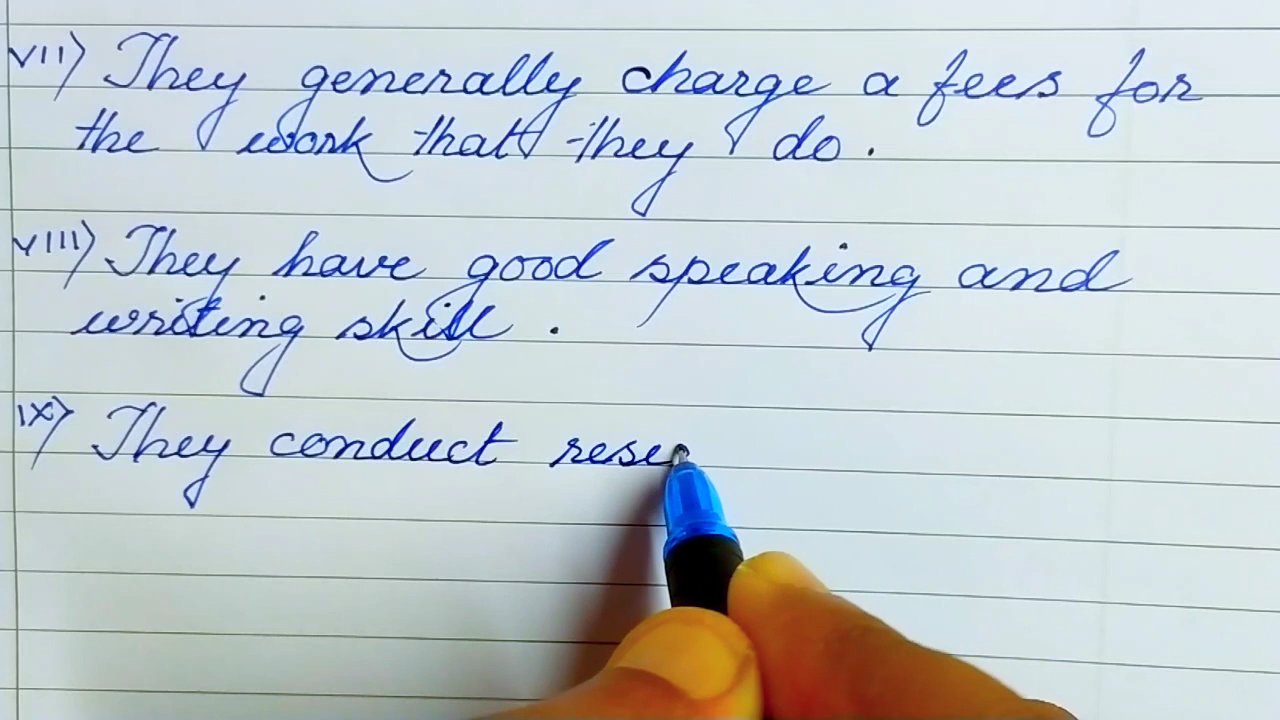 VII) They generally charge a fees for
the work that they do.
VIII) They have good speaking and
writing skill.
IX) They conduct rese